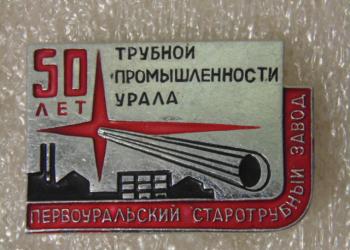 50
ЛЕТ
ТРУБНОЙ
ПРОМЫШЛЕННОСТИ
УРАЛА
ПЕРВОУРАЛЬСКИЙ СТАРОТРУБНЫЙ ЗАВОД